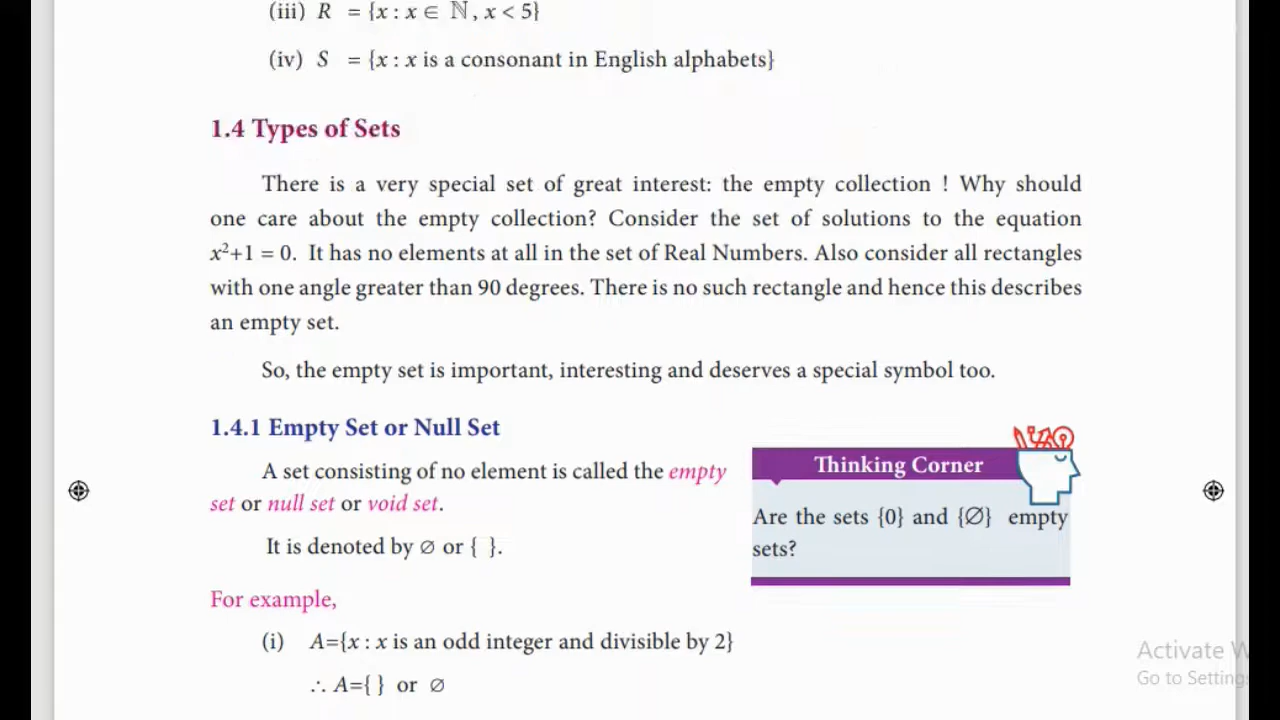 (iii) R = {x : x ∈ ℕ, x < 5}
(iv) S = {x : x is a consonant in English alphabets}
1.4 Types of Sets
There is a very special set of great interest: the empty collection ! Why should
one care about the empty collection? Consider the set of solutions to the equation
x²+1 = 0. It has no elements at all in the set of Real Numbers. Also consider all rectangles
with one angle greater than 90 degrees. There is no such rectangle and hence this describes
an empty set.
So, the empty set is important, interesting and deserves a special symbol too.
1.4.1 Empty Set or Null Set
A set consisting of no element is called the empty
set or null set or void set.
It is denoted by ∅ or { }.
Thinking Corner
Are the sets {0} and {∅} empty
sets?
For example,
(i) A={x : x is an odd integer and divisible by 2}
∴ A={ } or ∅
Activate W
Go to Settings